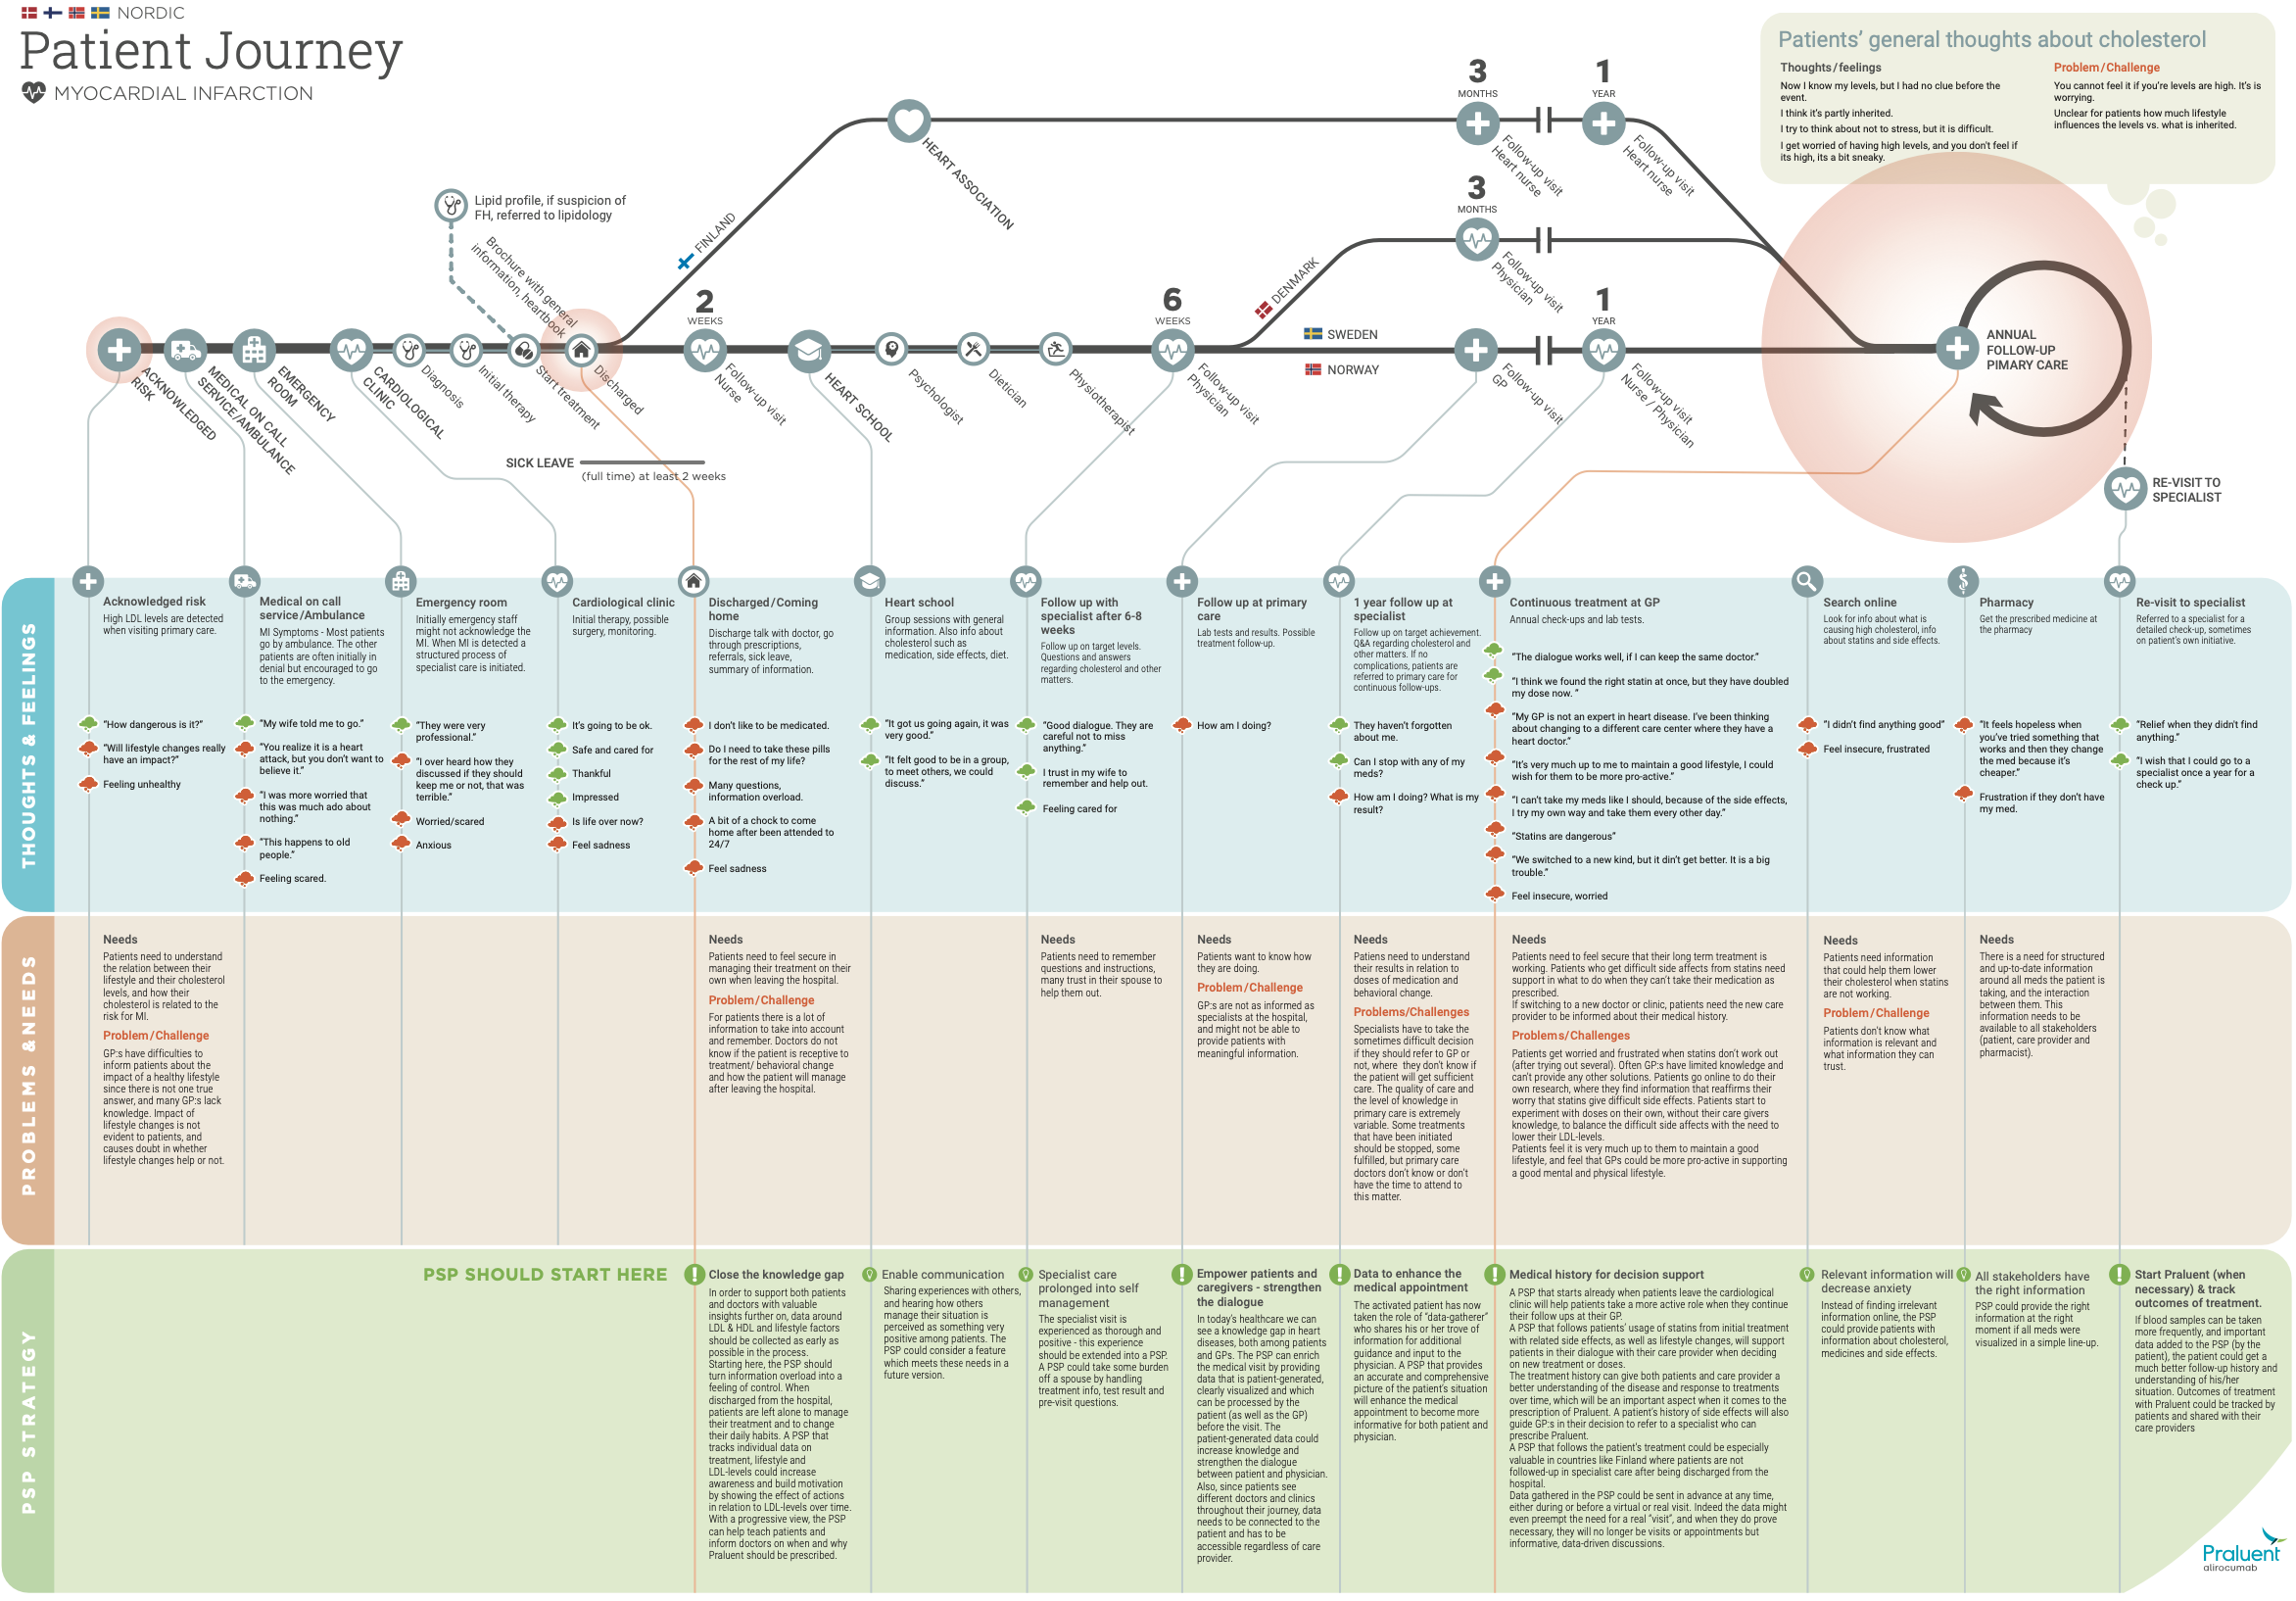 NORDIC
Patient Journey
MYOCARDIAL INFARCTION
Patients' general thoughts about cholesterol
Thoughts/feelings
Now I know my levels, but I had no clue before the
event.
I think it's partly inherited.
I try to think about not to stress, but it is difficult.
I get worried of having high levels, and you don't feel if
its high, its a bit sneaky.
Problem/Challenge
You cannot feel it if you're levels are high. It's is
worrying.
Unclear for patients how much lifestyle
influences the levels vs. what is inherited.
FINLAND
HEART ASSOCIATION
3
MONTHS
Follow-up visit
Heart nurse
1
YEAR
Follow-up visit
Heart nurse
DENMARK
3
MONTHS
Follow-up visit
Physician
Lipid profile, if suspicion of
FH, referred to lipidology
Brochure with general
information, heartbook
ACKNOWLEDGED
RISK
MEDICAL ON CALL
SERVICE/AMBULANCE
EMERGENCY
ROOM
CARDIOLOGICAL
CLINIC
Diagnosis
Initial therapy
Start treatment
Discharged
2
WEEKS
Follow-up visit
Nurse
HEART SCHOOL
Psychologist
Dietician
Physiotherapist
6
WEEKS
Follow-up visit
Physician
SWEDEN
NORWAY
Follow-up visit
GP
1
YEAR
Follow-up visit
Nurse / Physician
ANNUAL
FOLLOW-UP
PIMARY CARE
RE-VISIT TO
SPECIALIST
SICK LEAVE
(full time) at least 2 weeks
THOUGHTS & FEELINGS
Acknowledged risk
High LDL levels are detected
when visiting primary care.
"How dangerous is it?"
"Will lifestyle changes really
have an impact?"
Feeling unhealthy
Medical on call
service/Ambulance
MI Symptoms - Most patients
go by ambulance. The other
patients are often initially in
denial but encouraged to go
to the emergency.
"My wife told me to go."
"You realize it is a heart
attack, but you don't want to
believe it."
"I was more worried that
this was much ado about
nothing."
"This happens to old
people."
Feeling scared.
Emergency room
Initially emergency staff
might not acknowledge the
MI. When MI is detected a
structured process of
specialist care is initiated.
"They were very
professional."
"I over heard how they
discussed if they should
keep me or not, that was
terrible."
Worried/scared
Anxious
Cardiological clinic
Initial therapy, possible
surgery, monitoring.
It's going to be ok.
Safe and cared for
Thankful
Impressed
Is life over now?
Feel sadness
Discharged/Coming
home
Discharge talk with doctor, go
through prescriptions,
referrals, sick leave,
summary of information.
I don't like to be medicated.
Do I need to take these pills
for the rest of my life?
Many questions,
information overload.
A bit of a chock to come
home after been attended to
24/7
Feel sadness
Heart school
Group sessions with general
information. Also info about
cholesterol such as
medication, side effects, diet.
"It got us going again, it was
very good."
"It felt good to be in a group,
to meet others, we could
discuss."
Follow up with
specialist after 6-8
weeks
Follow up on target levels.
Questions and answers
regarding cholesterol and other
matters.
"Good dialogue. They are
careful not to miss
anything."
I trust in my wife to
remember and help out.
Feeling cared for
Follow up at primary
care
Lab tests and results. Possible
treatment follow-up.
How am I doing?
1 year follow up at
specialist
Follow up on target achievement.
Q&A regarding cholesterol and
other matters. If no
complications, patients are
referred to primary care for
continuous follow-ups.
They haven't forgotten
about me.
Can I stop with any of my
meds?
How am I doing? What is my
result?
Continuous treatment at GP
Annual check-ups and lab tests.
"The dialogue works well, if I can keep the same doctor."
"I think we found the right statin at once, but they have doubled
my dose now. "
"My GP is not an expert in heart disease. I've been thinking
about changing to a different care center where they have a
heart doctor."
"It's very much up to me to maintain a good lifestyle, I could
wish for them to be more pro-active."
"I can't take my meds like I should, because of the side effects,
I try my own way and take them every other day."
"Statins are dangerous"
"We switched to a new kind, but it din't get better. It is a big
trouble."
Feel insecure, worried
Search online
Look for info about what is
causing high cholesterol, info
about statins and side effects.
"I didn't find anything good"
Feel insecure, frustrated
Pharmacy
Get the prescribed medicine at
the pharmacy
"It feels hopeless when
you've tried something that
works and then they change
the med because it's
cheaper."
Frustration if they don't have
my med.
Re-visit to specialist
Referred to a specialist for a
detailed check-up, sometimes
on patient's own initiative.
"Relief when they didn't find
anything."
"I wish that I could go to a
specialist once a year for a
check up."
PROBLEMS &NEEDS
Needs
Patients need to understand
the relation between their
lifestyle and their cholesterol
levels, and how their
cholesterol is related to the
risk for MI.
Problem/Challenge
GP:s have difficulties to
inform patients about the
impact of a healthy lifestyle
since there is not one true
answer, and many GP:s lack
knowledge. Impact of
lifestyle changes is not
evident to patients, and
causes doubt in whether
lifestyle changes help or not.
Needs
Patients need to feel secure in
managing their treatment on their
own when leaving the hospital.
Problem/Challenge
For patients there is a lot of
information to take into account
and remember. Doctors do not
know if the patient is receptive to
treatment/ behavioral change
and how the patient will manage
after leaving the hospital.
Needs
Patients need to remember
questions and instructions,
many trust in their spouse to
help them out.
Needs
Patients want to know how
they are doing.
Problem/Challenge
GP:s are not as informed as
specialists at the hospital,
and might not be able to
provide patients with
meaningful information.
Needs
Patiens need to understand
their results in relation to
doses of medication and
behavioral change.
Problems/Challenges
Specialists have to take the
sometimes difficult decision
if they should refer to GP or
not, where  they don't know if
the patient will get sufficient
care. The quality of care and
the level of knowledge in
primary care is extremely
variable. Some treatments
that have been initiated
should be stopped, some
fulfilled, but primary care
doctors don't know or don't
have the time to attend to
this matter.
Needs
Patients need to feel secure that their long term treatment is
working. Patients who get difficult side affects from statins need
support in what to do when they can't take their medication as
prescribed.
If switching to a new doctor or clinic, patients need the new care
provider to be informed about their medical history.
Problems/Challenges
Patients get worried and frustrated when statins don't work out
(after trying out several). Often GP:s have limited knowledge and
can't provide any other solutions. Patients go online to do their
own research, where they find information that reaffirms their
worry that statins give difficult side effects. Patients start to
experiment with doses on their own, without their care givers
knowledge, to balance the difficult side affects with the need to
lower their LDL-levels.
Patients feel it is very much up to them to maintain a good
lifestyle, and feel that GPs could be more pro-active in supporting
a good mental and physical lifestyle.
Needs
Patients need information
that could help them lower
their cholesterol when statins
are not working.
Problem/Challenge
Patients don't know what
information is relevant and
what information they can
trust.
Needs
There is a need for structured
and up-to-date information
around all meds the patient is
taking, and the interaction
between them. This
information needs to be
available to all stakeholders
(patient, care provider and
pharmacist).
PSP STRATEGY
PSP SHOULD START HERE
Close the knowledge gap
In order to support both patients
and doctors with valuable
insights further on, data around
LDL & HDL and lifestyle factors
should be collected as early as
possible in the process.
Starting here, the PSP should
turn information overload into a
feeling of control. When
discharged from the hospital,
patients are left alone to manage
their treatment and to change
their daily habits. A PSP that
tracks individual data on
treatment, lifestyle and
LDL-levels could increase
awareness and build motivation
by showing the effect of actions
in relation to LDL-levels over time.
With a progressive view, the PSP
can help teach patients and
inform doctors on when and why
Praluent should be prescribed.
Enable communication
Sharing experiences with others,
and hearing how others
manage their situation is
perceived as something very
positive among patients. The
PSP could consider a feature
which meets these needs in a
future version.
Specialist care
prolonged into self
management
The specialist visit is
experienced as thorough and
positive - this experience
should be extended into a PSP.
A PSP could take some burden
off a spouse by handling
treatment info, test result and
pre-visit questions.
Empower patients and
caregivers - strengthen
the dialogue
In today's healthcare we can
see a knowledge gap in heart
diseases, both among patients
and GPs. The PSP can enrich
the medical visit by providing
data that is patient-generated,
clearly visualized and which
can be processed by the
patient (as well as the GP)
before the visit. The
patient-generated data could
increase knowledge and
strengthen the dialogue
between patient and physician.
Also, since patients see
different doctors and clinics
throughout their journey, data
needs to be connected to the
patient and has to be
accessible regardless of care
provider.
Data to enhance the
medical appointment
The activated patient has now
taken the role of "data-gatherer"
who shares his or her trove of
information for additional
guidance and input to the
physician. A PSP that provides
an accurate and comprehensive
picture of the patient's situation
will enhance the medical
appointment to become more
informative for both patient and
physician.
Medical history for decision support
A PSP that starts already when patients leave the cardiological
clinic will help patients take a more active role when they continue
their follow ups at their GP.
A PSP that follows patients' usage of statins from initial treatment
with related side effects, as well as lifestyle changes, will support
patients in their dialogue with their care provider when deciding
on new treatment or doses.
The treatment history can give both patients and care provider a
better understanding of the disease and response to treatments
over time, which will be an important aspect when it comes to the
prescription of Praluent. A patient's history of side effects will also
guide GP:s in their decision to refer to a specialist who can
prescribe Praluent.
A PSP that follows the patient's treatment could be especially
valuable in countries like Finland where patients are not
followed-up in specialist care after being discharged from the
hospital.
Data gathered in the PSP could be sent in advance at any time,
either during or before a virtual or real visit. Indeed the data might
even preempt the need for a real "visit", and when they do prove
necessary, they will no longer be visits or appointments but
informative, data-driven discussions.
Relevant information will
decrease anxiety
Instead of finding irrelevant
information online, the PSP
could provide patients with
information about cholesterol,
medicines and side effects.
All stakeholders have
the right information
PSP could provide the right
information at the right
moment if all meds were
visualized in a simple line-up.
Start Praluent (when
necessary) & track
outcomes of treatment.
If blood samples can be taken
more frequently, and important
data added to the PSP (by the
patient), the patient could get a
much better follow-up history and
understanding of his/her
situation. Outcomes of treatment
with Praluent could be tracked by
patients and shared with their
care providers
Praluent
alirocumab